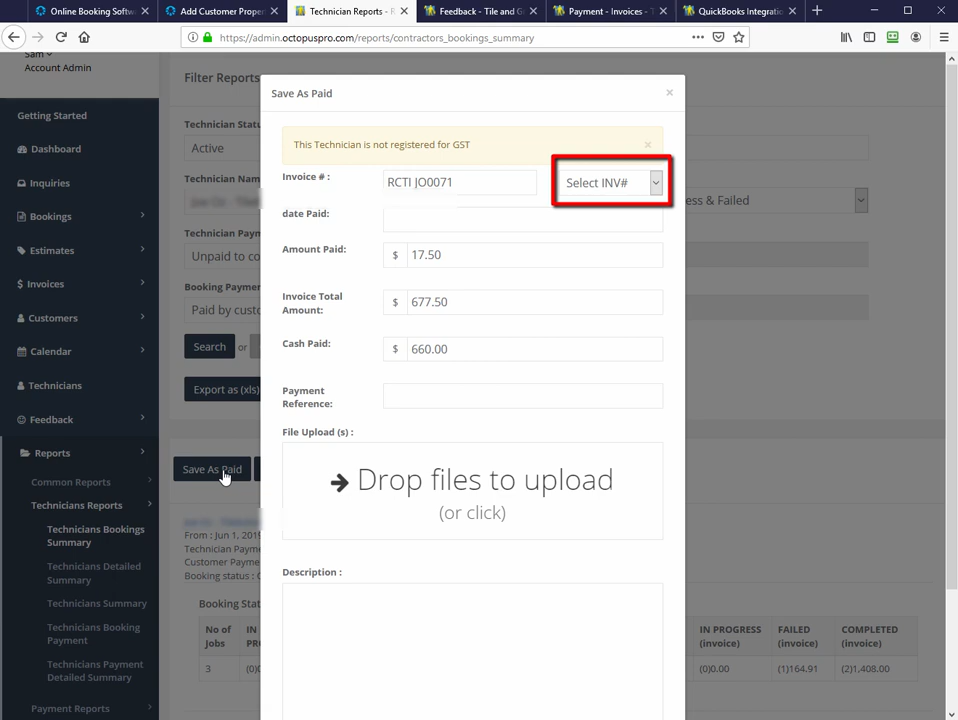 Online Booking Softwa
Add Customer Proper
Technician Reports - R
Feedback - Tile and G
Payment - Invoices - T
QuickBooks Integratio
https://admin.octopuspro.com/reports/contractors_bookings_summary
Sam
Account Admin
Getting Started
Dashboard
Inquiries
Bookings
Estimates
Invoices
Customers
Calendar
Technicians
Feedback
Reports
Common Reports
Technicians Reports
Technicians Bookings
Summary
Technicians Detailed
Summary
Technicians Summary
Technicians Booking
Payment
Technicians Payment
Detailed Summary
Payment Reports
Filter Reports
Technician Statu
Active
Technician Name
Technician Paym
Unpaid to co
Booking Paymen
Paid by custo
Search or
Export as (xls)
ess & Failed
Save As Paid
From : Jun 1, 201
Technician Payme
Customer Payme
Booking status : C
Booking Stat
No of
Jobs
IN
PR
IN PROGRESS
(invoice)
FAILED
(invoice)
COMPLETED
(invoice)
3
(0)0.00
(1)164.91
(2)1,408.00
Save As Paid
This Technician is not registered for GST
Invoice # :
RCTI JO0071
Select INV#
date Paid:
Amount Paid:
$ 17.50
Invoice Total
Amount:
$ 677.50
Cash Paid:
$ 660.00
Payment
Reference:
File Upload (s) :
Drop files to upload
(or click)
Description :